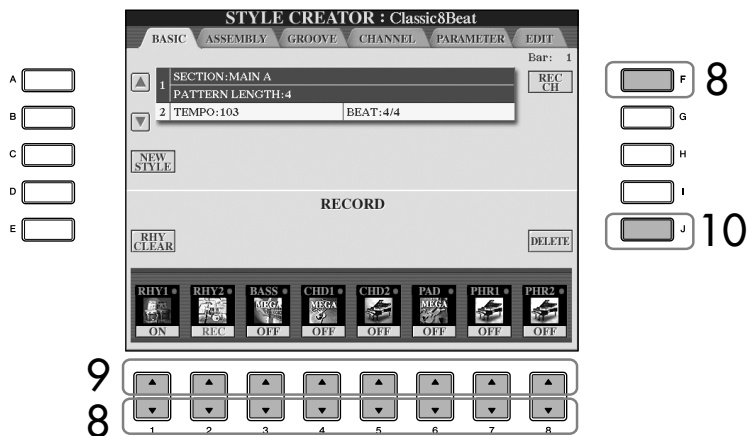 STYLE CREATOR : Classic8Beat
BASIC ASSEMBLY GROOVE CHANNEL PARAMETER EDIT
Bar: 1
A
1 SECTION:MAIN A
PATTERN LENGTH:4
REC
CH
F 8
B
2 TEMPO:103 BEAT:4/4
G
C
NEW
STYLE
H
D
I
RECORD
E
RHY
CLEAR
DELETE
J 10
RHY1 RHY2 BASS CHD1 CHD2 PAD PHR1 PHR2
MEGA MEGA MEGA
ON REC OFF OFF OFF OFF OFF OFF
9
8
1 2 3 4 5 6 7 8